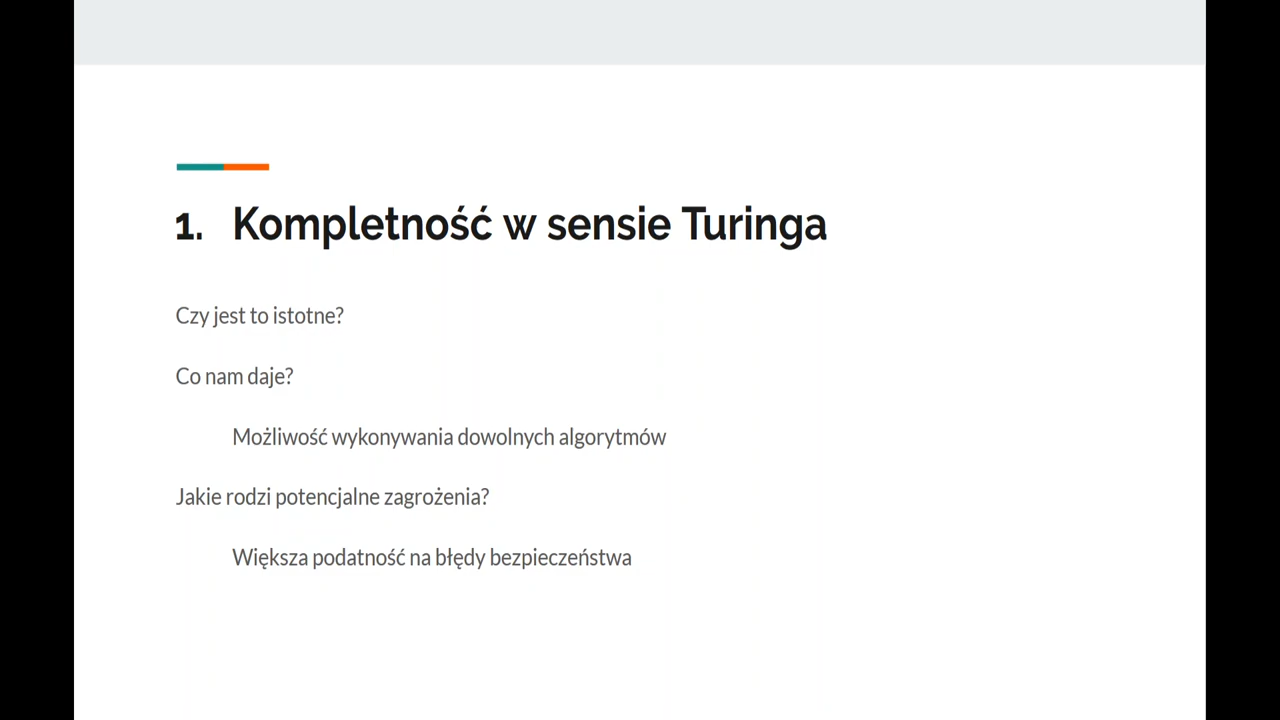 1. Kompletność w sensie Turinga
Czy jest to istotne?
Co nam daje?
Możliwość wykonywania dowolnych algorytmów
Jakie rodzi potencjalne zagrożenia?
Większa podatność na błędy bezpieczeństwa